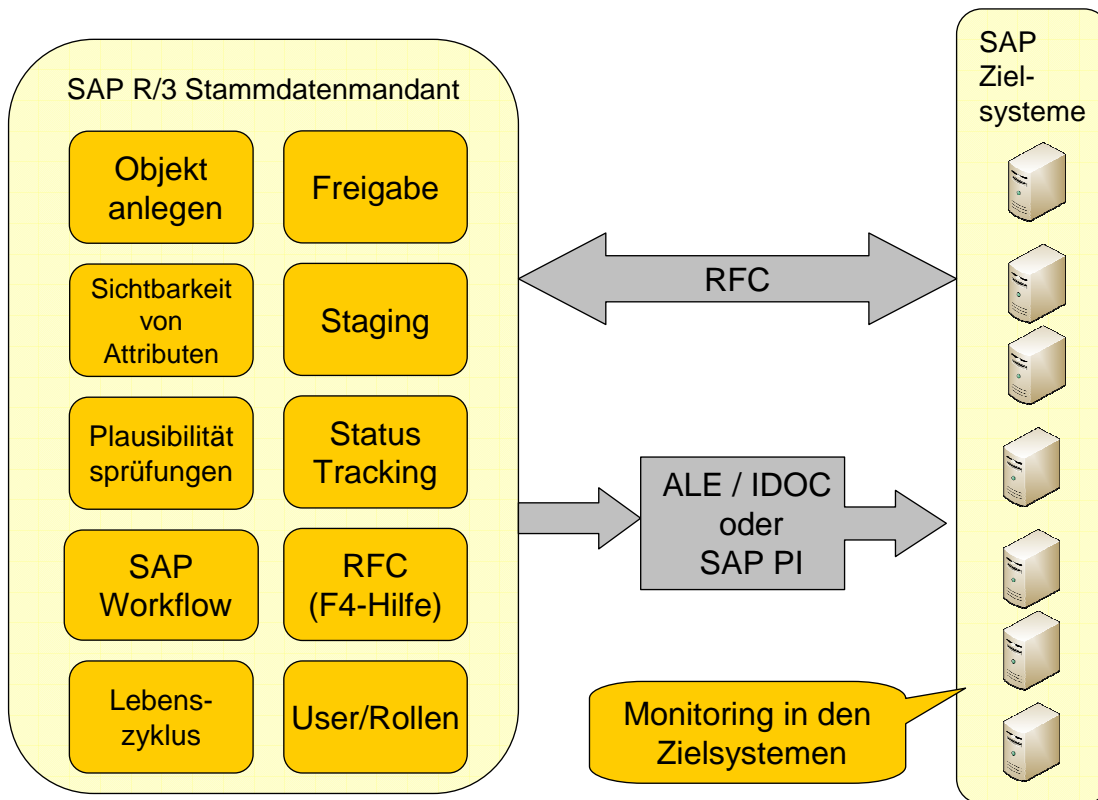 SAP R/3 Stammdatenmandant
Objekt
anlegen
Freigabe
Sichtbarkeit
von
Attributen
Staging
Plausibilität
sprüfungen
Status
Tracking
SAP
Workflow
RFC
(F4-Hilfe)
Lebens-
zyklus
User/Rollen
RFC
ALE / IDOC
oder
SAP PI
Monitoring in den
Zielsystemen
SAP
Ziel-
systeme